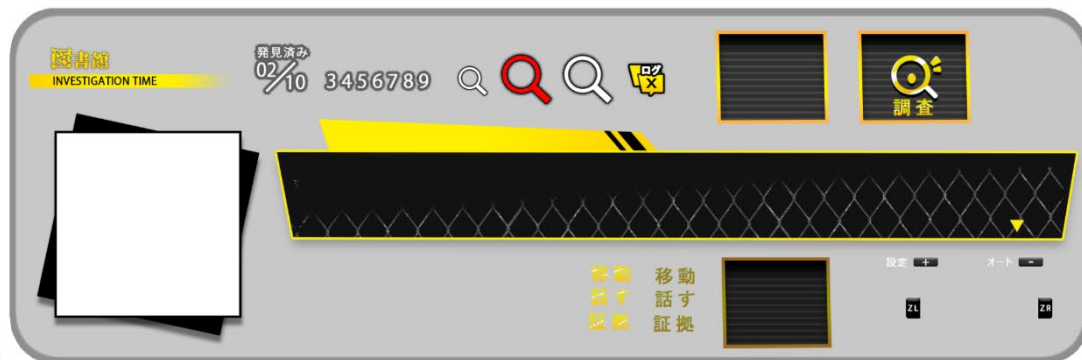 図書館
INVESTIGATION TIME
発見済み
02/10
3456789
ログ
X
調査
移動 移動
話す 話す
証拠 証拠
設定 +
オート -
ZL
ZR